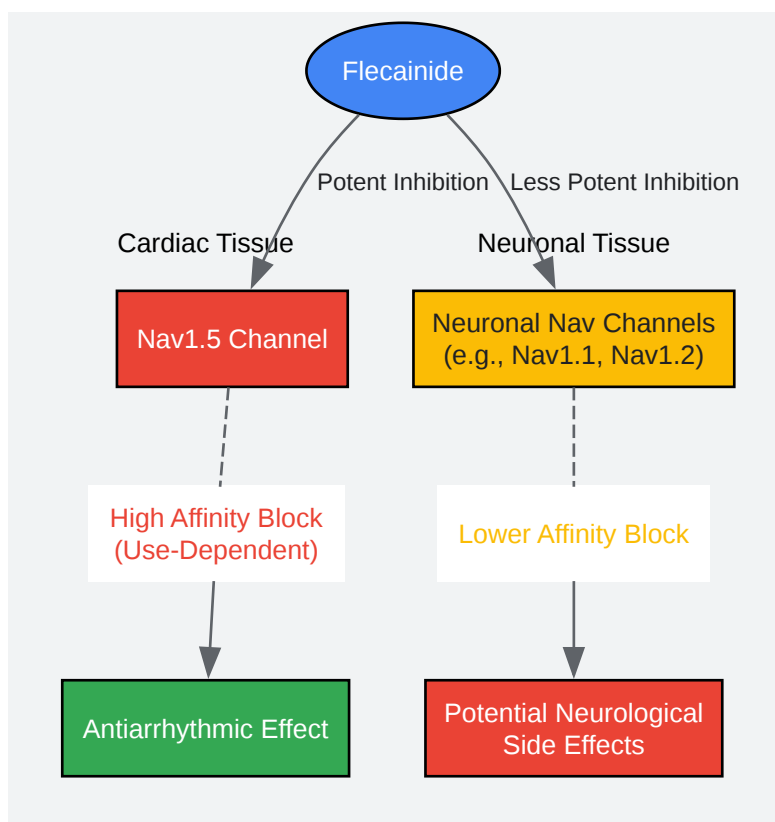 Flecainide
Potent Inhibition
Less Potent Inhibition
Cardiac Tissue
Neuronal Tissue
Nav1.5 Channel
Neuronal Nav Channels
(e.g., Nav1.1, Nav1.2)
High Affinity Block
(Use-Dependent)
Lower Affinity Block
Antiarrhythmic Effect
Potential Neurological
Side Effects